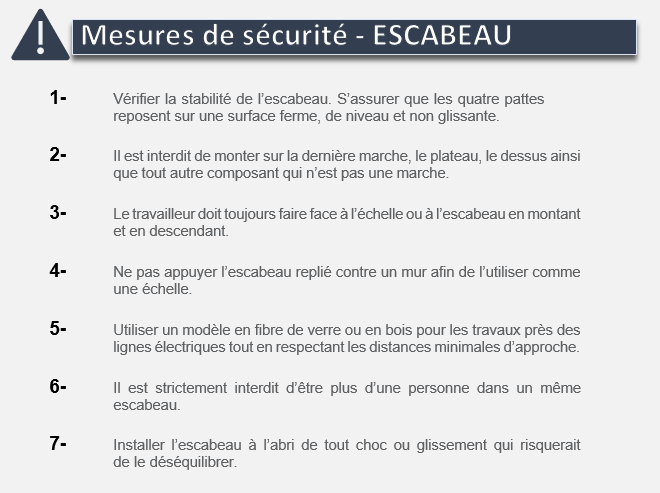 Mesures de sécurité - ESCABEAU
1- Vérifier la stabilité de l’escabeau. S’assurer que les quatre pattes
reposent sur une surface ferme, de niveau et non glissante.
2- Il est interdit de monter sur la dernière marche, le plateau, le dessus ainsi
que tout autre composant qui n’est pas une marche.
3- Le travailleur doit toujours faire face à l’échelle ou à l’escabeau en montant
et en descendant.
4- Ne pas appuyer l’escabeau replié contre un mur afin de l’utiliser comme
une échelle.
5- Utiliser un modèle en fibre de verre ou en bois pour les travaux près des
lignes électriques tout en respectant les distances minimales d’approche.
6- Il est strictement interdit d’être plus d’une personne dans un même
escabeau.
7- Installer l’escabeau à l’abri de tout choc ou glissement qui risquerait
de le déséquilibrer.